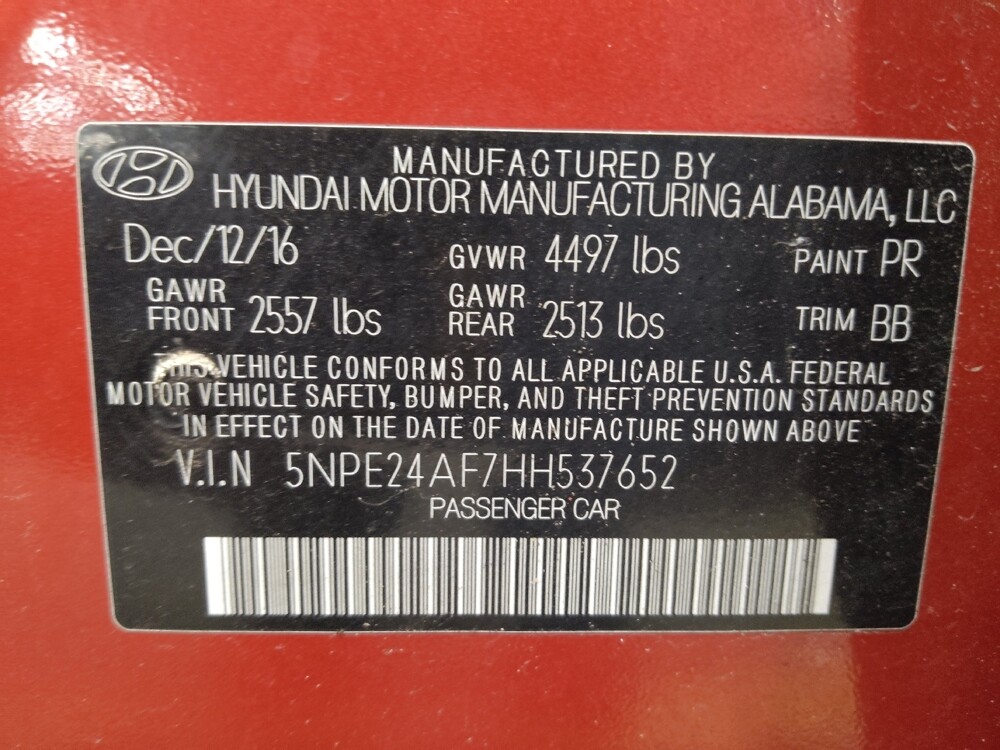 MANUFACTURED BY
HYUNDAI MOTOR MANUFACTURING ALABAMA, LLC
Dec/12/16 GVWR 4497 lbs PAINT PR
GAWR FRONT 2557 lbs GAWR REAR 2513 lbs TRIM BB
THIS VEHICLE CONFORMS TO ALL APPLICABLE U.S.A. FEDERAL
MOTOR VEHICLE SAFETY, BUMPER, AND THEFT PREVENTION STANDARDS
IN EFFECT ON THE DATE OF MANUFACTURE SHOWN ABOVE
V.I.N 5NPE24AF7HH537652
PASSENGER CAR